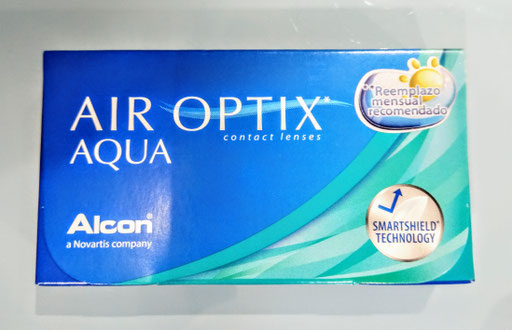 AIR OPTIX®
contact lenses
AQUA
**Reemplazo
mensual
recomendado
Alcon®
a Novartis company
SMARTSHIELD®
TECHNOLOGY